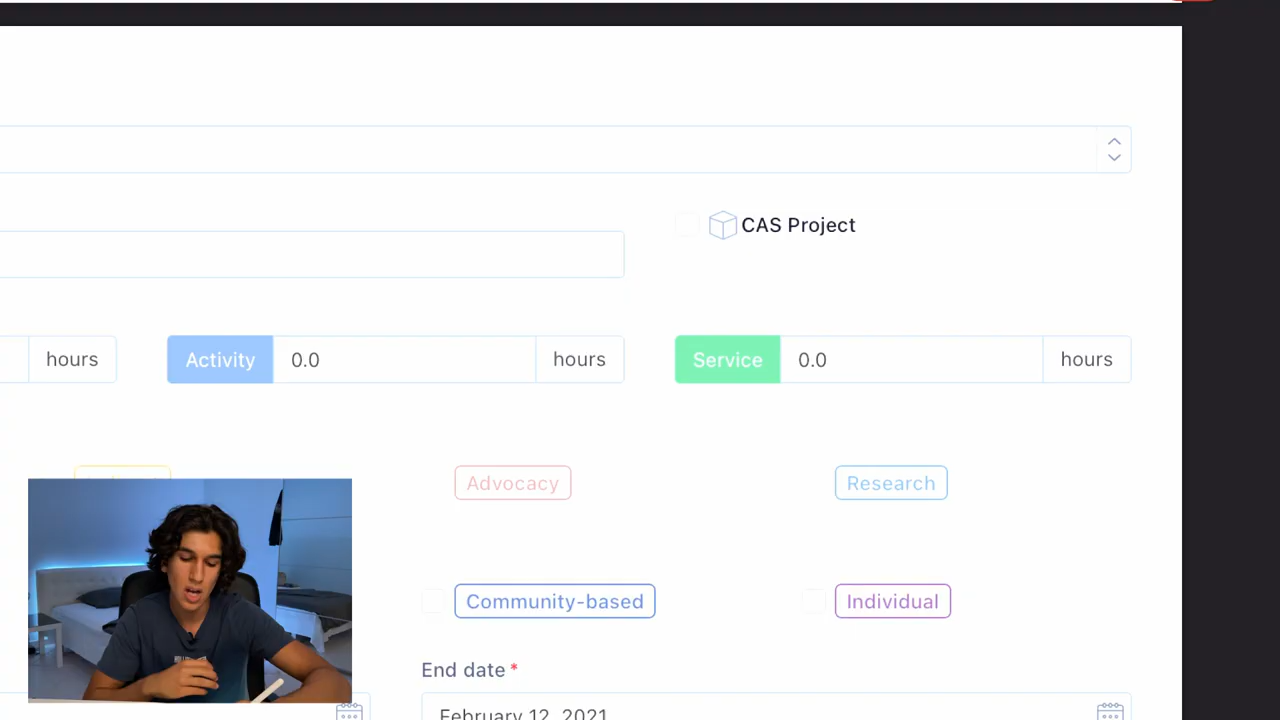 CAS Project
hours
Activity 0.0 hours
Service 0.0 hours
Advocacy
Research
Community-based
Individual
End date *
February 12, 2021